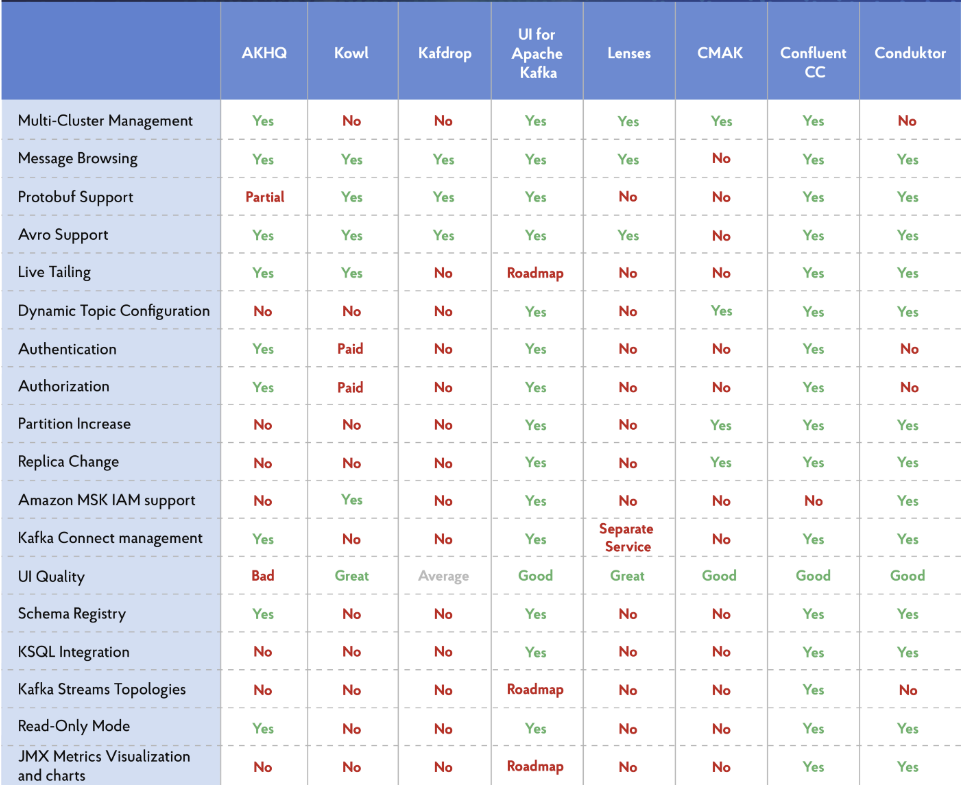 AKHQ Kowl Kafdrop UI for Apache Kafka Lenses CMAK Confluent CC Conduktor
Multi-Cluster Management Yes No No Yes Yes Yes Yes No
Message Browsing Yes Yes Yes Yes Yes No Yes Yes
Protobuf Support Partial Yes Yes Yes No No Yes Yes
Avro Support Yes Yes Yes Yes Yes No Yes Yes
Live Tailing Yes Yes No Roadmap No No Yes Yes
Dynamic Topic Configuration No No No Yes No Yes Yes Yes
Authentication Yes Paid No Yes No No Yes No
Authorization Yes Paid No Yes No No Yes No
Partition Increase No No No Yes No Yes Yes Yes
Replica Change No No No Yes No Yes Yes Yes
Amazon MSK IAM support No Yes No Yes No No No Yes
Kafka Connect management Yes No No Yes Separate Service No Yes Yes
UI Quality Bad Great Average Good Great Good Good Good
Schema Registry Yes No No Yes No No Yes Yes
KSQL Integration No No No Yes No No Yes Yes
Kafka Streams Topologies No No No Roadmap No No Yes No
Read-Only Mode Yes No No Yes No No Yes Yes
JMX Metrics Visualization and charts No No No Roadmap No No Yes Yes